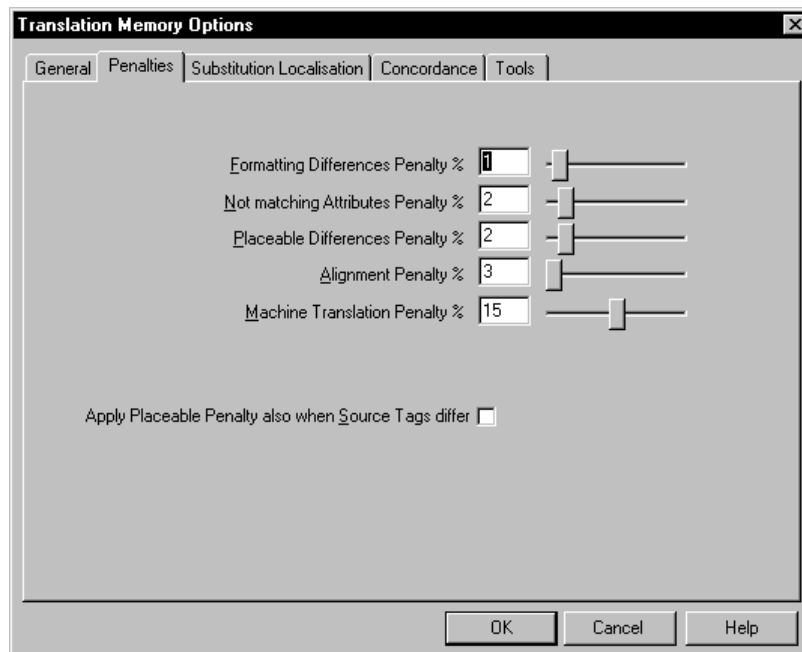 Translation Memory Options
General Penalties Substitution Localisation Concordance Tools
Formatting Differences Penalty % 1
Not matching Attributes Penalty % 2
Placeable Differences Penalty % 2
Alignment Penalty % 3
Machine Translation Penalty % 15
Apply Placeable Penalty also when Source Tags differ
OK Cancel Help